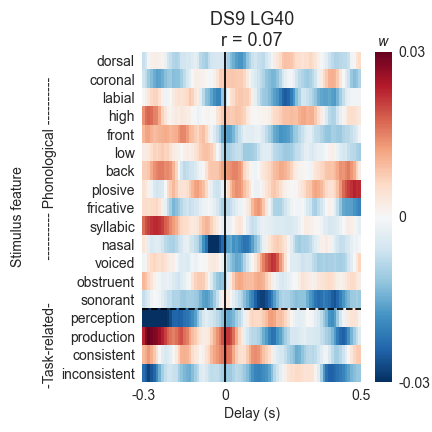 DS9 LG40
r = 0.07
w
dorsal
coronal
labial
high
front
low
back
plosive
fricative
syllabic
nasal
voiced
obstruent
sonorant
perception
production
consistent
inconsistent
Stimulus feature
---------- Phonological ----------
-Task-related-
-0.3
0
0.5
Delay (s)
0.03
0
-0.03